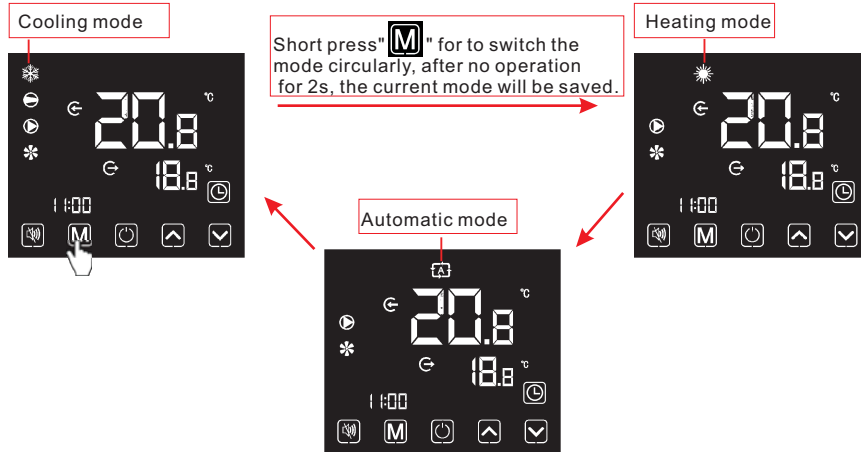 Cooling mode
Short press" M " for to switch the
mode circularly, after no operation
for 2s, the current mode will be saved.
Heating mode
20.8 ℃
18.8 ℃
11:00
M
20.8 ℃
18.8 ℃
11:00
M
Automatic mode
A
20.8 ℃
18.8 ℃
11:00
M